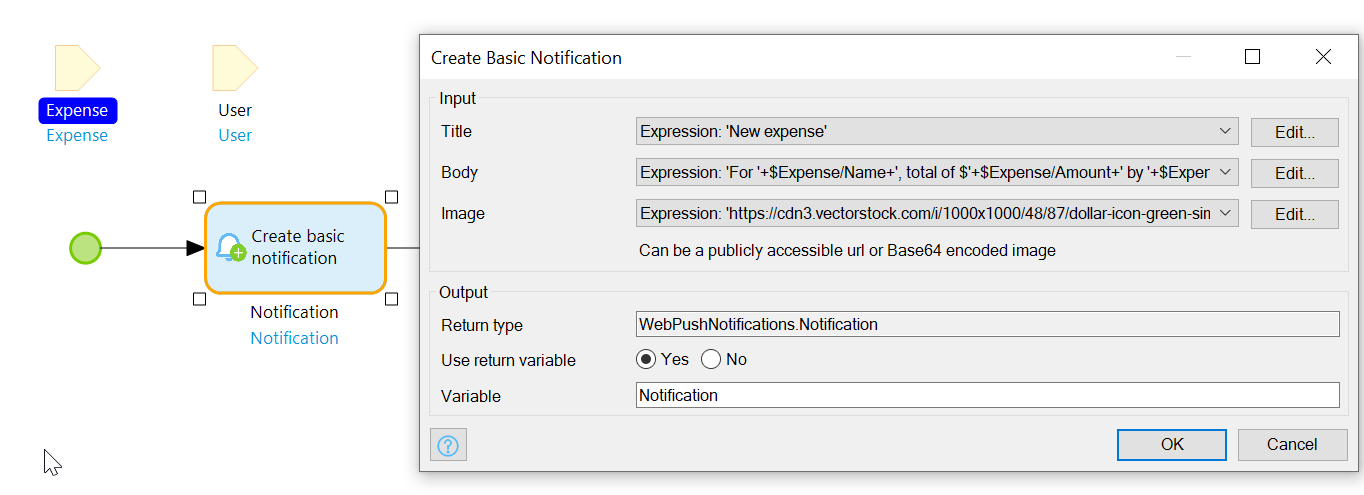 Expense
Expense
User
User
Create basic
notification
Notification
Notification
Create Basic Notification
Input
Title
Expression: 'New expense'
Edit...
Body
Expression: 'For '+$Expense/Name+', total of $'+$Expense/Amount+' by '+$Exper
Edit...
Image
Expression: 'https://cdn3.vectorstock.com/i/1000x1000/48/87/dollar-icon-green-sim
Edit...
Can be a publicly accessible url or Base64 encoded image
Output
Return type
WebPushNotifications.Notification
Use return variable
Yes
No
Variable
Notification
?
OK
Cancel